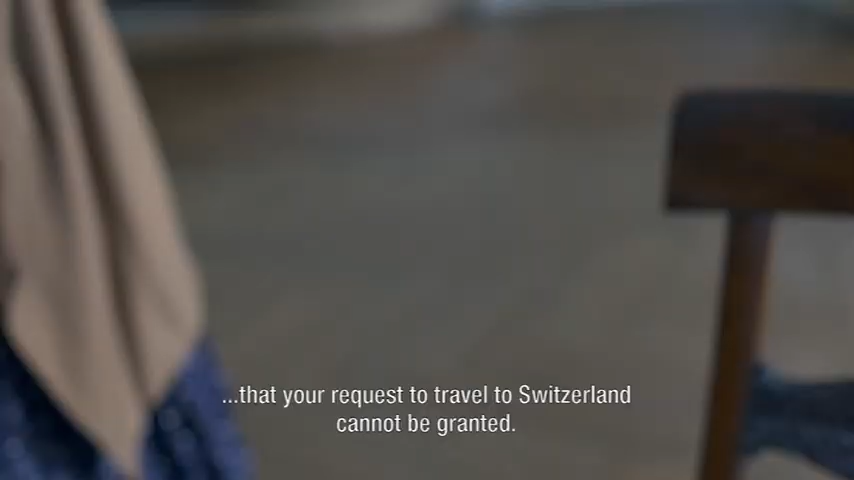 ...that your request to travel to Switzerland
cannot be granted.